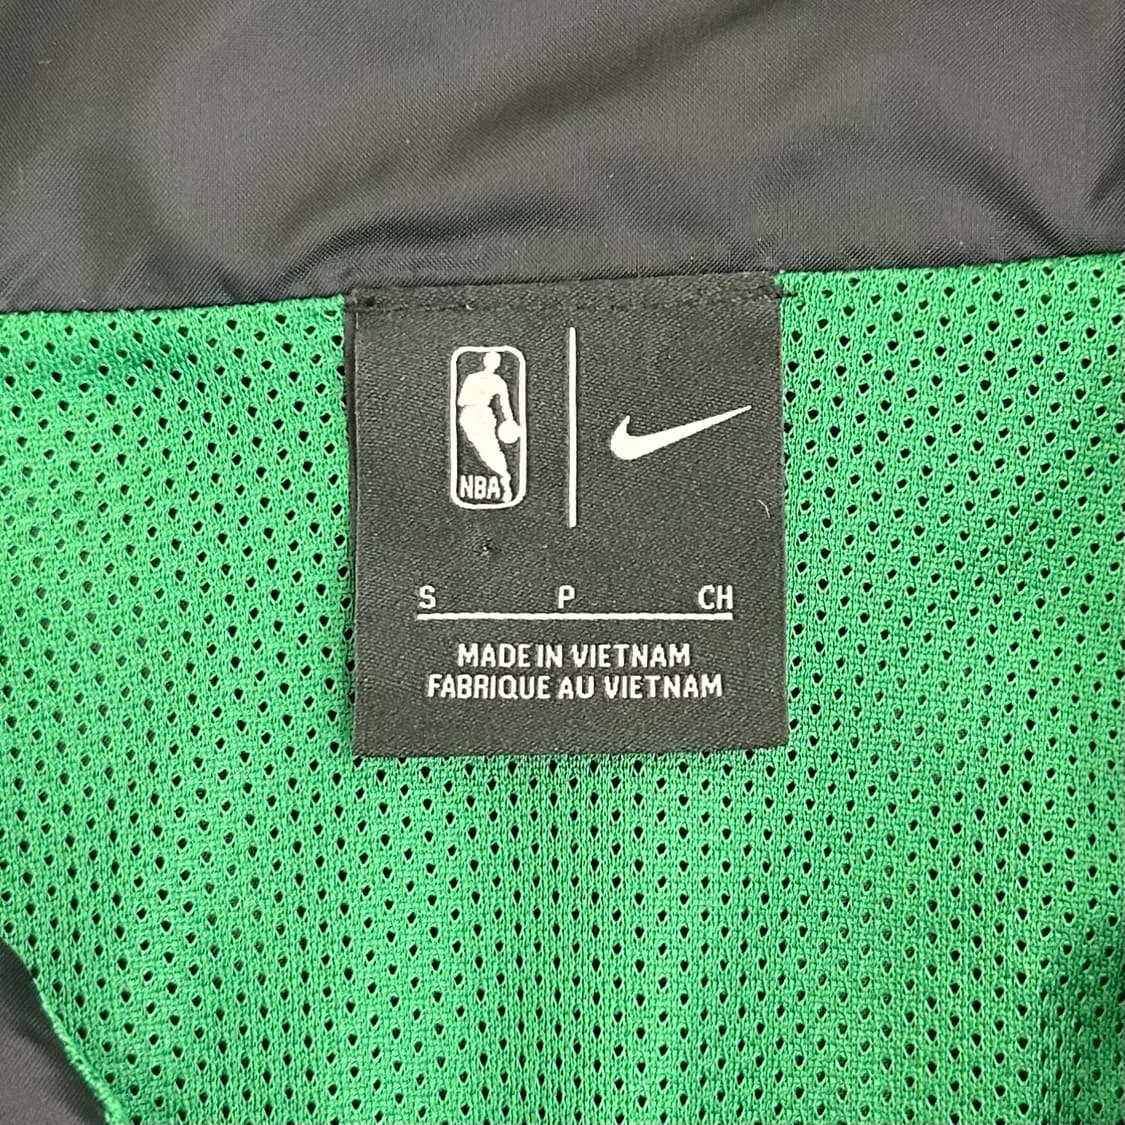 NBA
S P CH
MADE IN VIETNAM
FABRIQUE AU VIETNAM